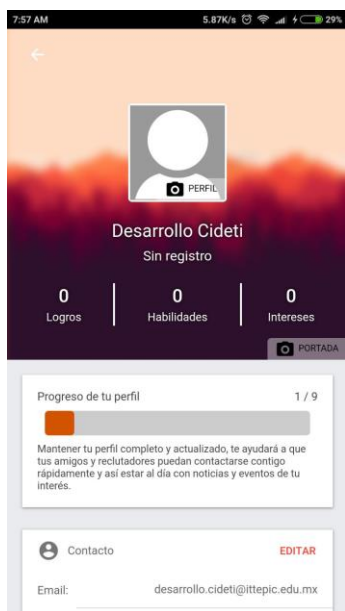 7:57 AM 5.87K/s 29%
PERFIL
Desarrollo Cideti
Sin registro
0 0 0
Logros Habilidades Intereses
PORTADA
Progreso de tu perfil 1 / 9
Mantener tu perfil completo y actualizado, te ayudará a que
tus amigos y reclutadores puedan contactarse contigo
rápidamente y así estar al día con noticias y eventos de tu
interés.
Contacto EDITAR
Email: desarrollo.cideti@ittepic.edu.mx